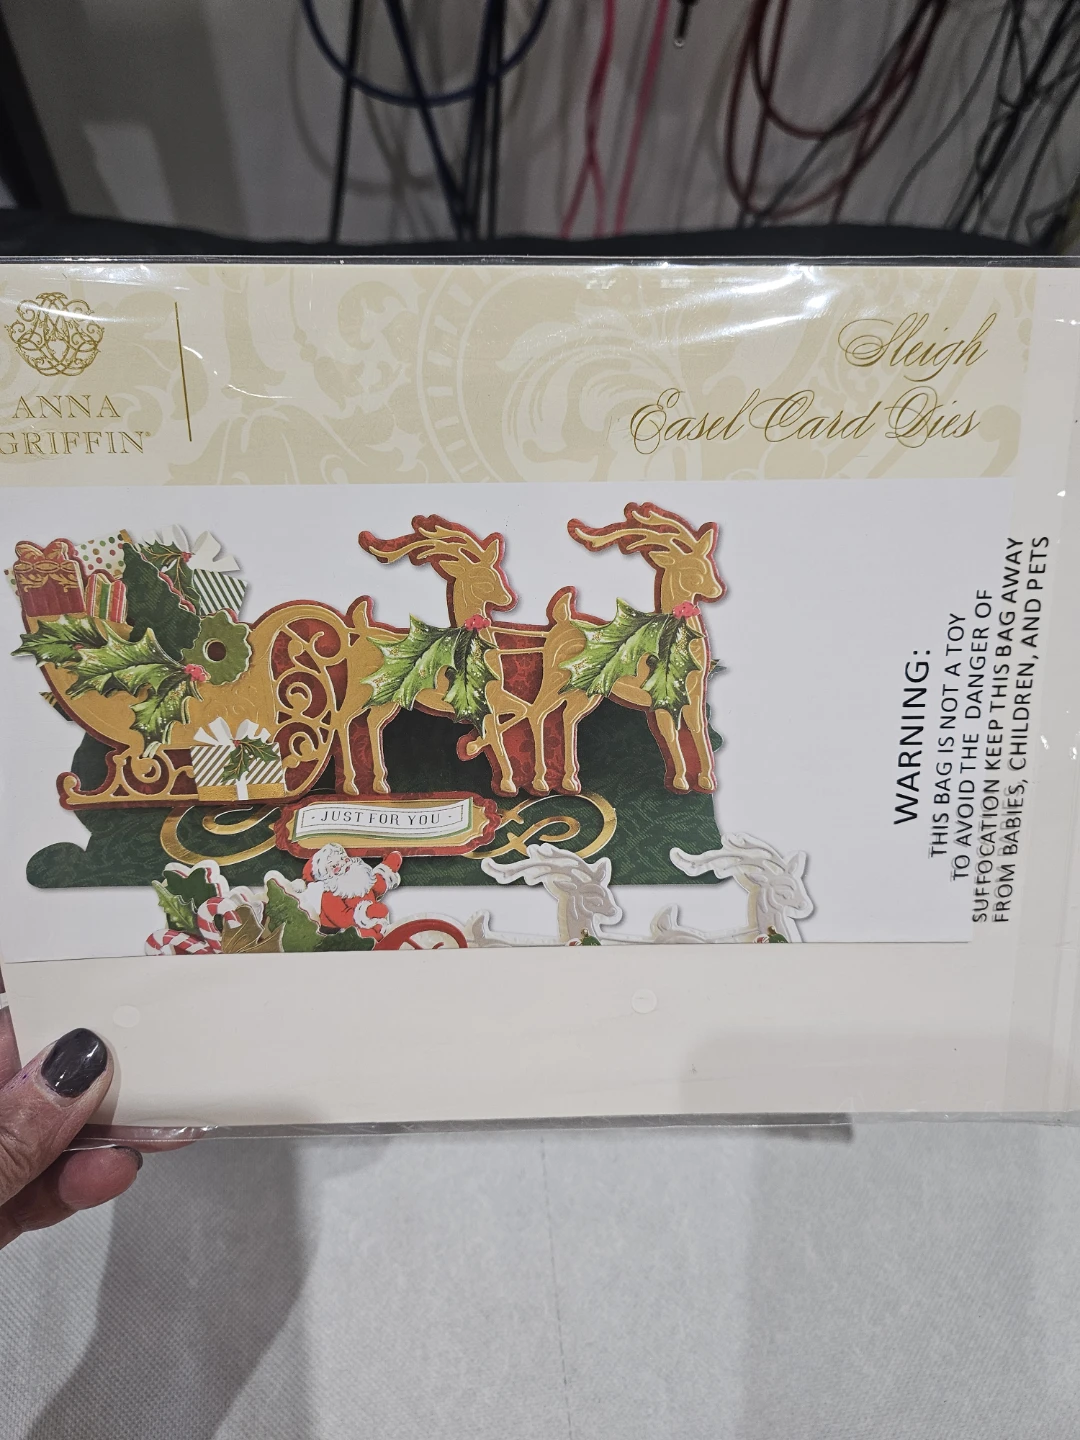 ANNA
GRIFFIN®
Sleigh
Easel Card Dies
· JUST FOR YOU ·
WARNING:
THIS BAG IS NOT A TOY
TO AVOID THE DANGER OF
SUFFOCATION KEEP THIS BAG AWAY
FROM BABIES, CHILDREN, AND PETS